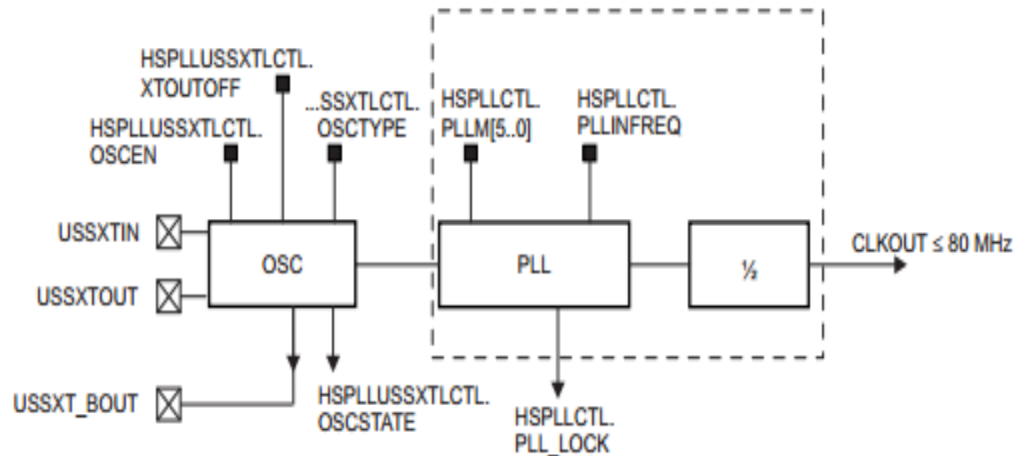 HSPLLUSSXTLCTL.
XTOUTOFF
...SSXTLCTL.
OSCTYPE
HSPLLCTL.
PLLM[5..0]
HSPLLCTL.
PLLINFREQ
HSPLLUSSXTLCTL.
OSCEN
USSXTIN
OSC
PLL
½
CLKOUT ≤ 80 MHz
USSXTOUT
USSXT_BOUT
HSPLLUSSXTLCTL.
OSCSTATE
HSPLLCTL.
PLL_LOCK